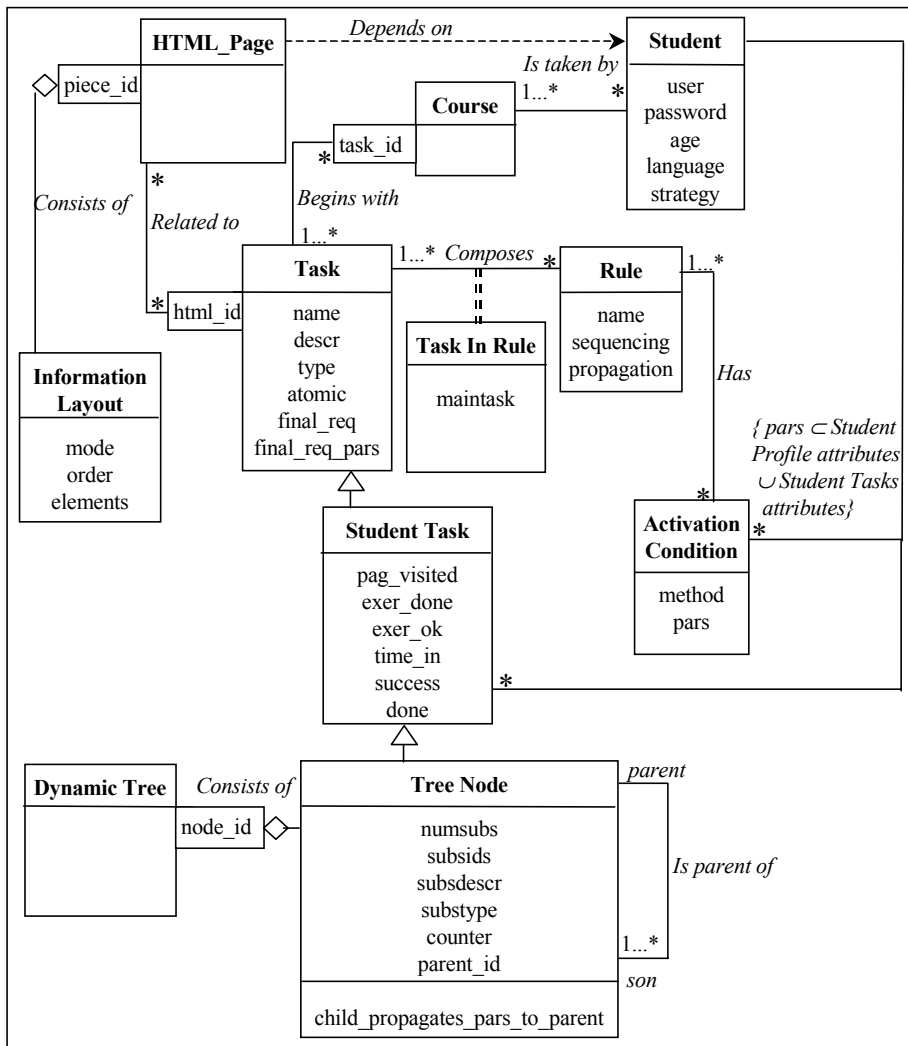 HTML_Page
Depends on
Student
piece_id
Is taken by
1...*
*
Course
user
password
age
language
strategy
task_id
*
*
Consists of
Related to
Begins with
1...*
Task
1...*
Composes
*
Rule
1...*
*
html_id
name
descr
type
atomic
final_req
final_req_pars
Task In Rule
maintask
name
sequencing
propagation
Has
Information
Layout
mode
order
elements
{ pars ⊂ Student
Profile attributes
∪ Student Tasks
attributes}
*
*
Student Task
pag_visited
exer_done
exer_ok
time_in
success
done
*
Activation
Condition
method
pars
Dynamic Tree
Consists of
node_id
Tree Node
numsubs
subsids
subsdescr
substype
counter
parent_id
child_propagates_pars_to_parent
parent
Is parent of
1...*
son